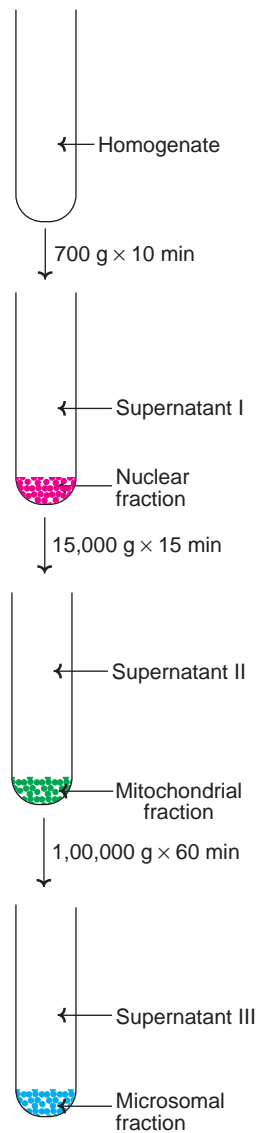 Homogenate
700 g × 10 min
Supernatant I
Nuclear
fraction
15,000 g × 15 min
Supernatant II
Mitochondrial
fraction
1,00,000 g × 60 min
Supernatant III
Microsomal
fraction